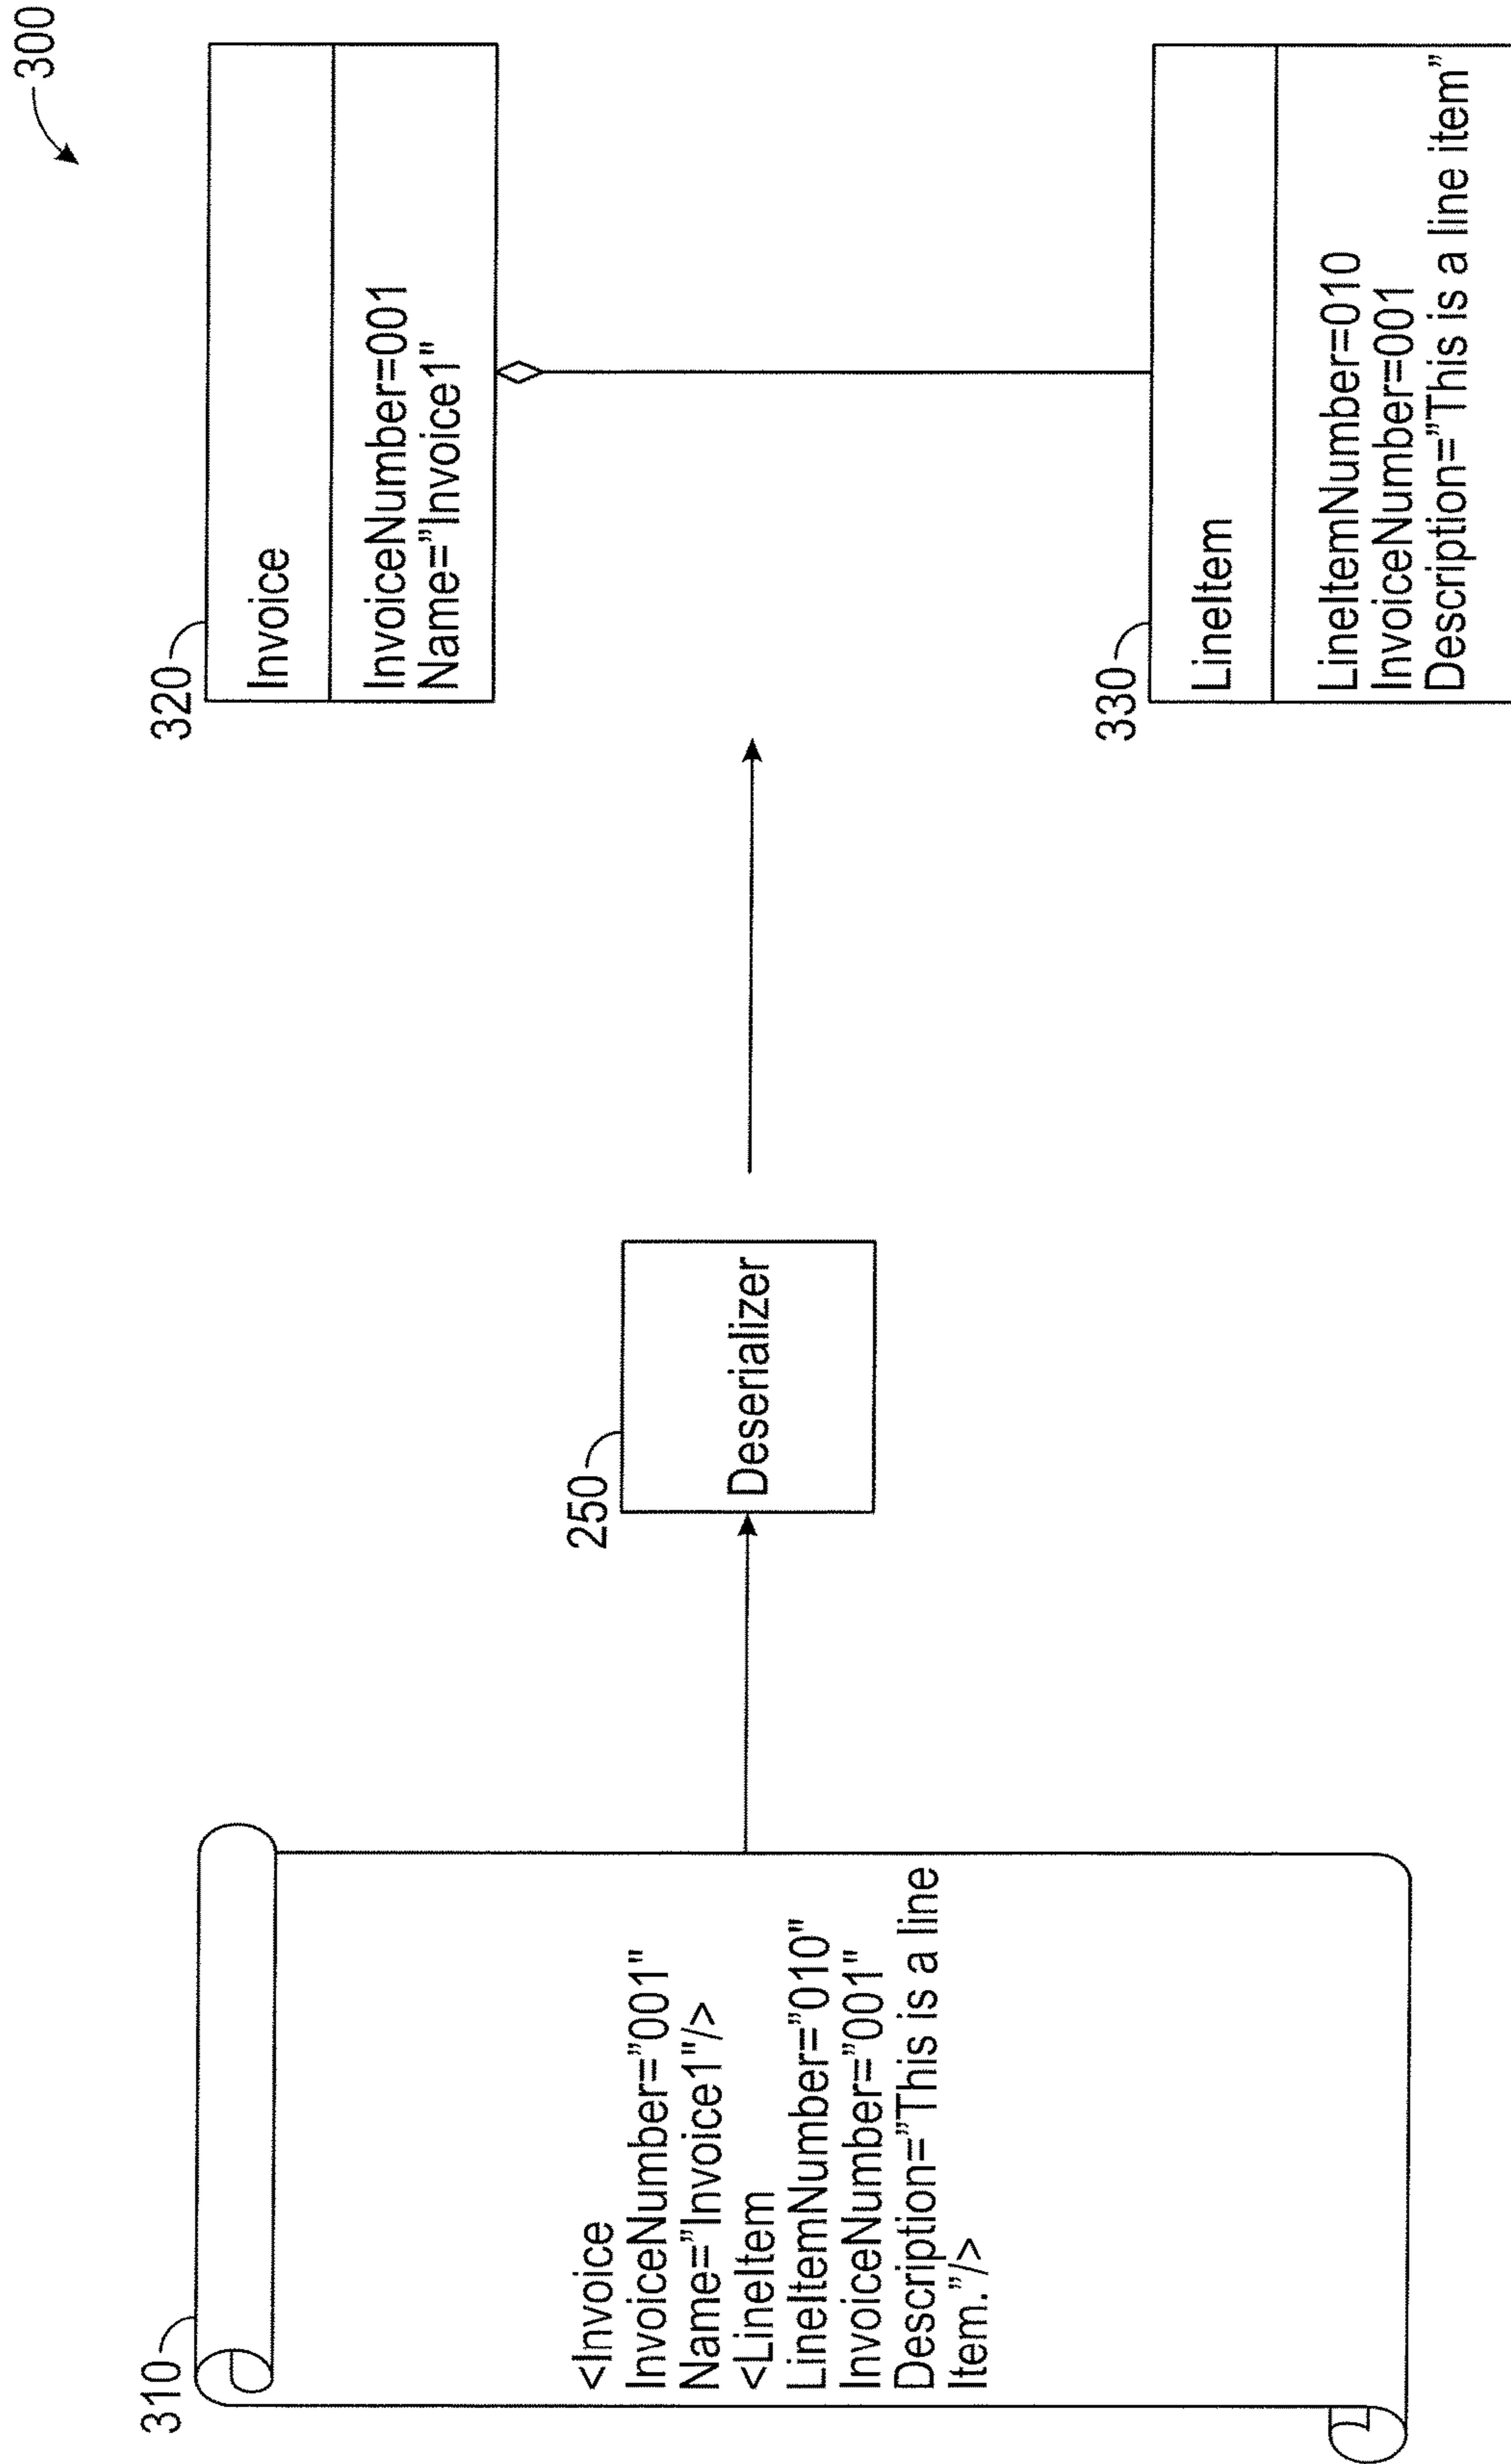 300
310
<Invoice
InvoiceNumber=”001"
Name=”Invoice1"/>
<LineItem
LineItemNumber=”010"
InvoiceNumber=”001"
Description=”This is a line
Item.”/>
250
Deserializer
320
Invoice
InvoiceNumber=001
Name=”Invoice1"
330
LineItem
LineItemNumber=010
InvoiceNumber=001
Description=”This is a line item”